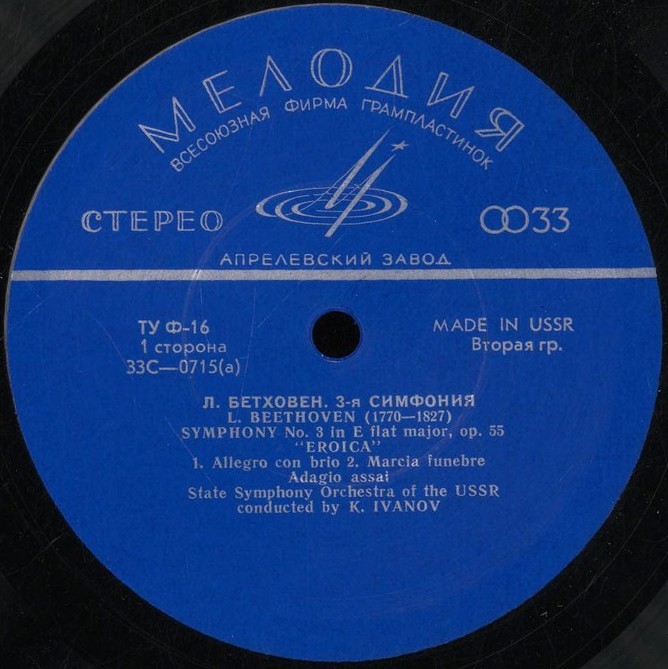 МЕЛОДИЯ
ВСЕСОЮЗНАЯ ФИРМА ГРАМПЛАСТИНОК
СТЕРЕО
33
АПРЕЛЕВСКИЙ ЗАВОД
ТУ Ф-16
MADE IN USSR
1 сторона
Вторая гр.
33С—0715(а)
Л. БЕТХОВЕН. 3-я СИМФОНИЯ
L. BEETHOVEN (1770—1827)
SYMPHONY No. 3 in E flat major, op. 55
"EROICA"
1. Allegro con brio 2. Marcia funebre
Adagio assai
State Symphony Orchestra of the USSR
conducted by K. IVANOV